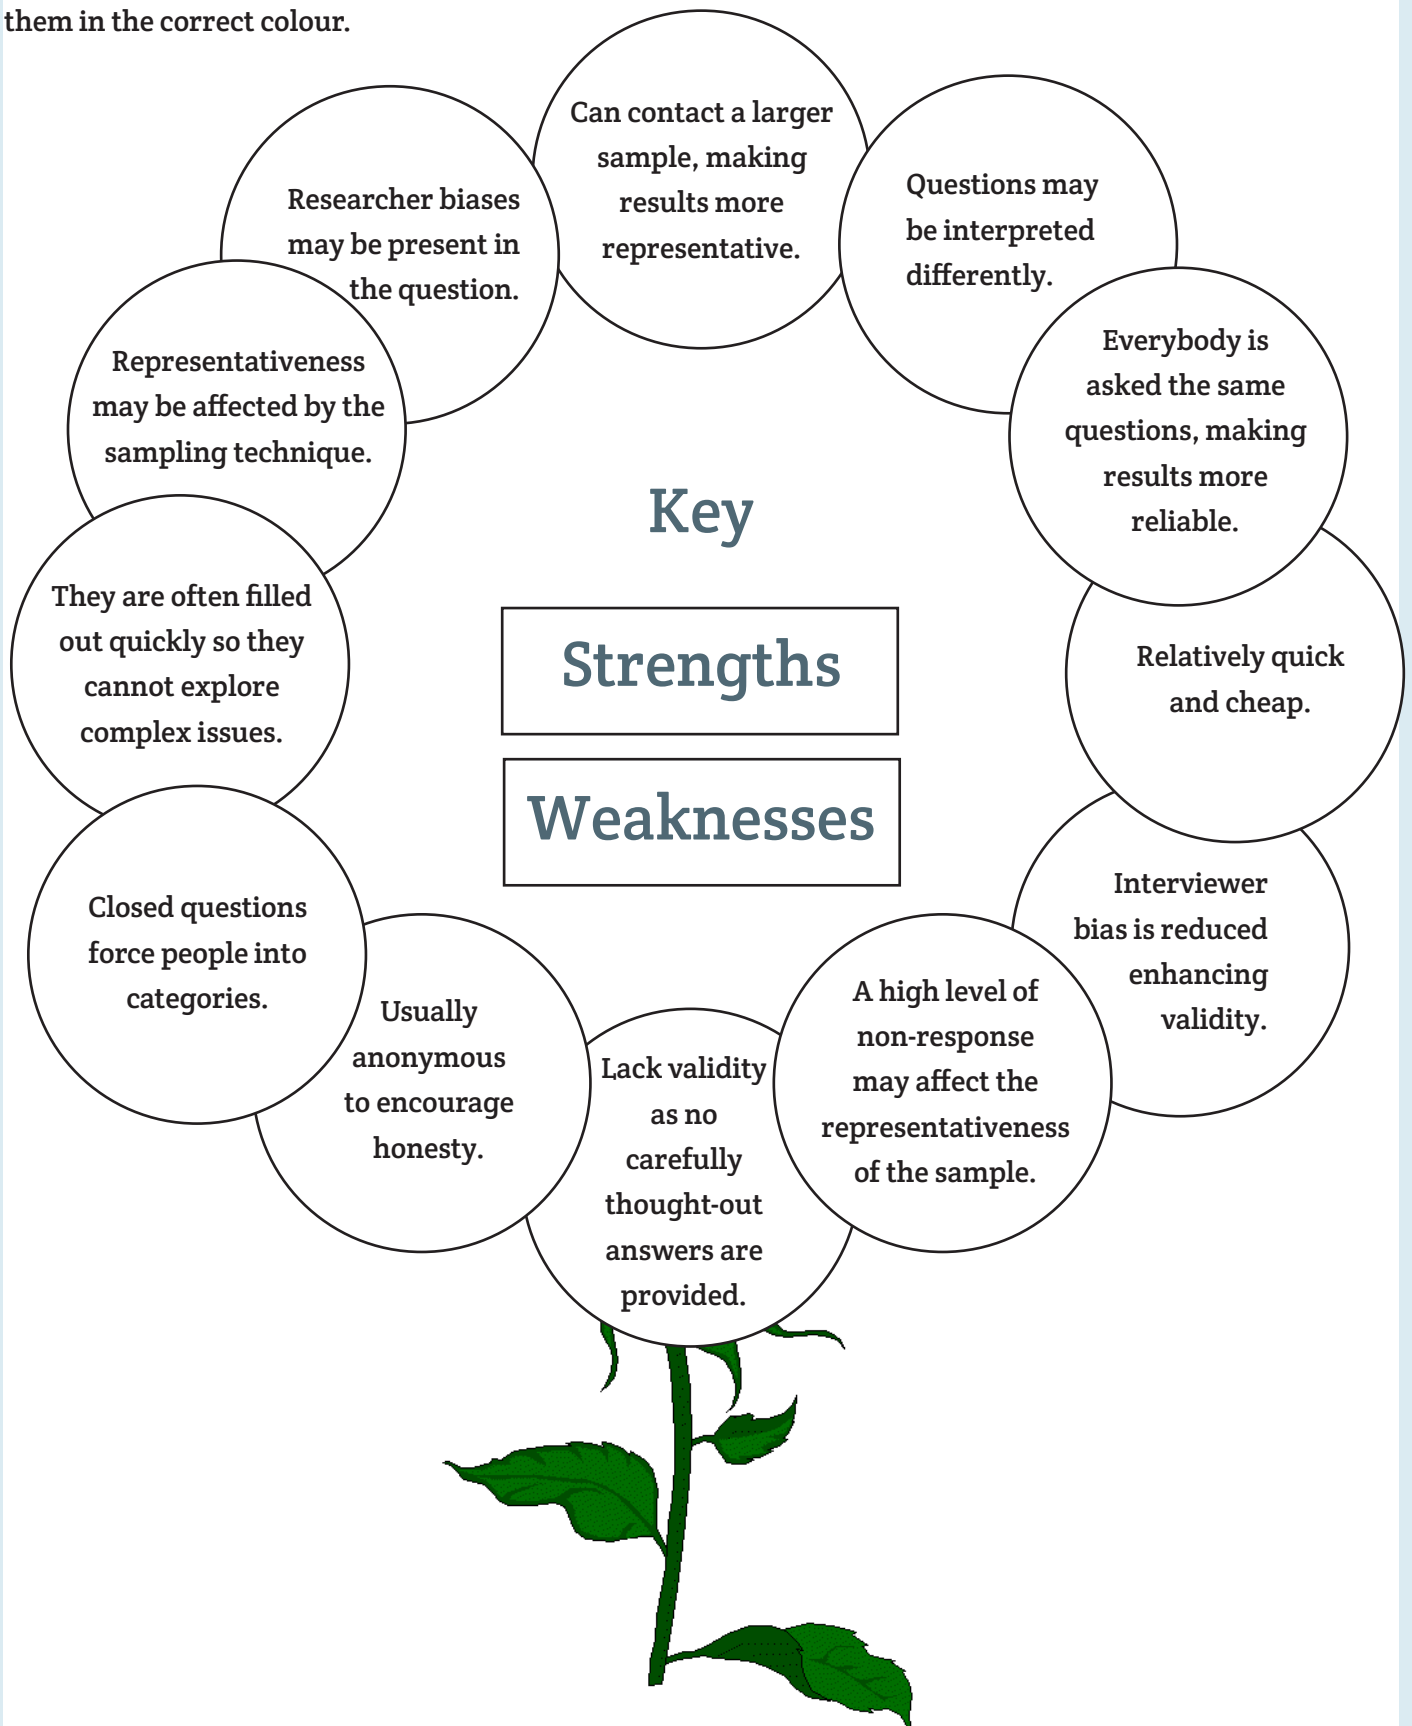 them in the correct colour.
Can contact a larger
sample, making
results more
representative.
Researcher biases
may be present in
the question.
Questions may
be interpreted
differently.
Representativeness
may be affected by the
sampling technique.
Everybody is
asked the same
questions, making
results more
reliable.
Key
Strengths
Weaknesses
They are often filled
out quickly so they
cannot explore
complex issues.
Relatively quick
and cheap.
Closed questions
force people into
categories.
Interviewer
bias is reduced
enhancing
validity.
Usually
anonymous
to encourage
honesty.
Lack validity
as no
carefully
thought-out
answers are
provided.
A high level of
non-response
may affect the
representativeness
of the sample.